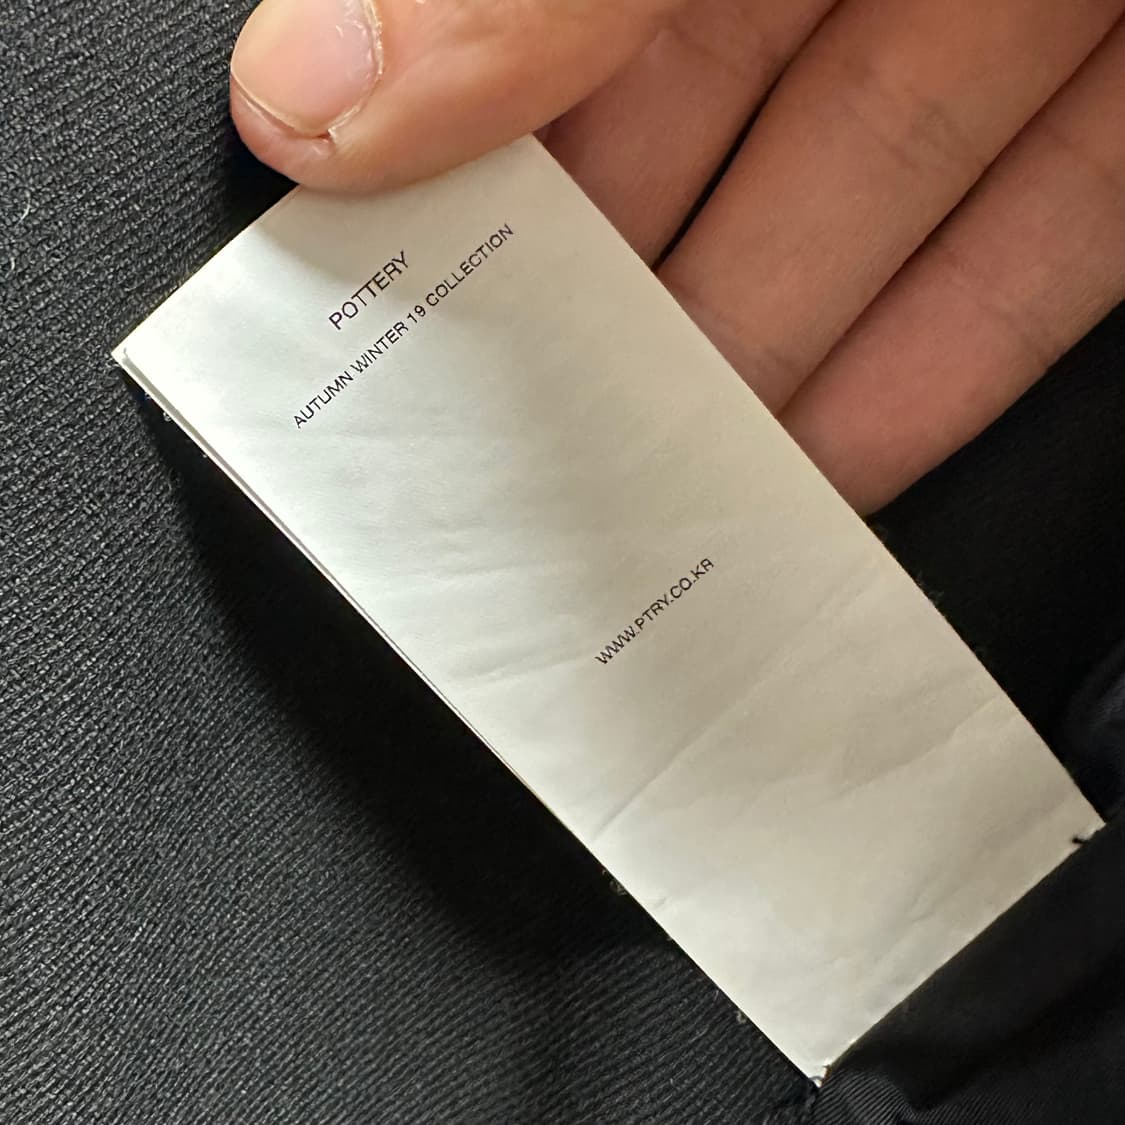 POTTERY
AUTUMN WINTER 19 COLLECTION
WWW.PTRY.CO.KR